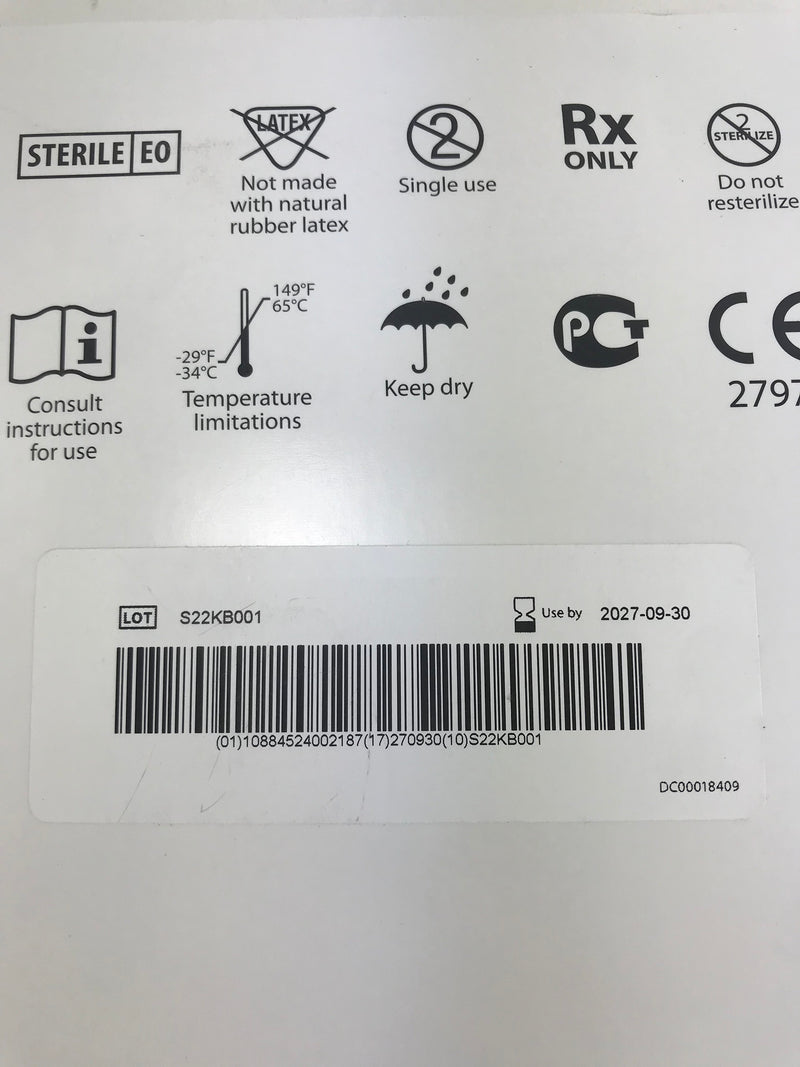 STERILE EO
LATEX
Not made
with natural
rubber latex
2
Single use
Rx
ONLY
2
STERILIZE
Do not
resterilize
i
Consult
instructions
for use
149°F
65°C
-29°F
-34°C
Temperature
limitations
Keep dry
РСТ
CE
2797
LOT S22KB001
Use by 2027-09-30
(01)10884524002187(17)270930(10)S22KB001
DC00018409